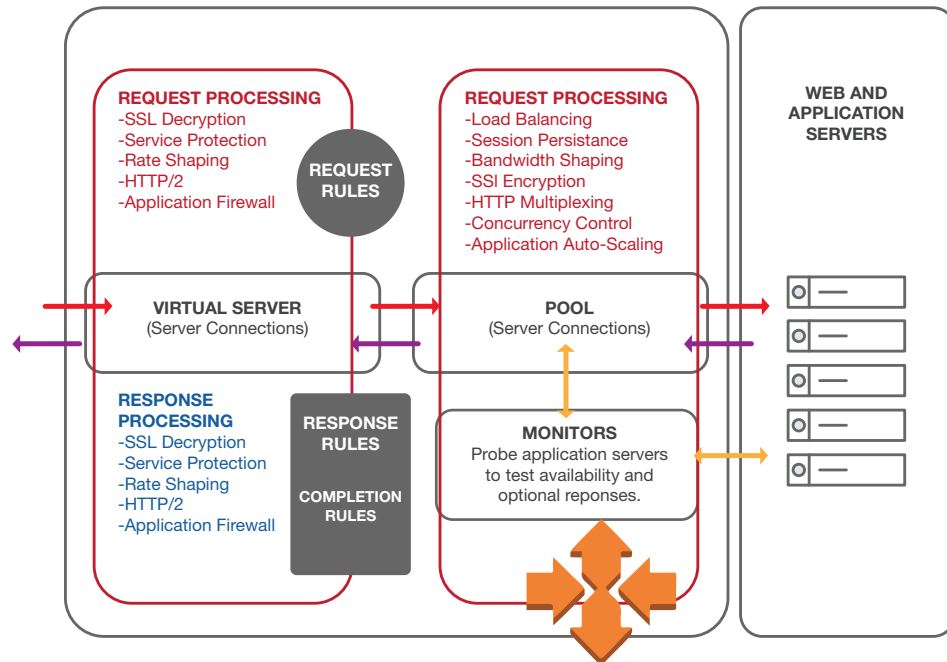 REQUEST PROCESSING
-SSL Decryption
-Service Protection
-Rate Shaping
-HTTP/2
-Application Firewall
REQUEST
RULES
REQUEST PROCESSING
-Load Balancing
-Session Persistance
-Bandwidth Shaping
-SSl Encryption
-HTTP Multiplexing
-Concurrency Control
-Application Auto-Scaling
WEB AND
APPLICATION
SERVERS
VIRTUAL SERVER
(Server Connections)
POOL
(Server Connections)
RESPONSE
PROCESSING
-SSL Decryption
-Service Protection
-Rate Shaping
-HTTP/2
-Application Firewall
RESPONSE
RULES
COMPLETION
RULES
MONITORS
Probe application servers
to test availability and
optional reponses.